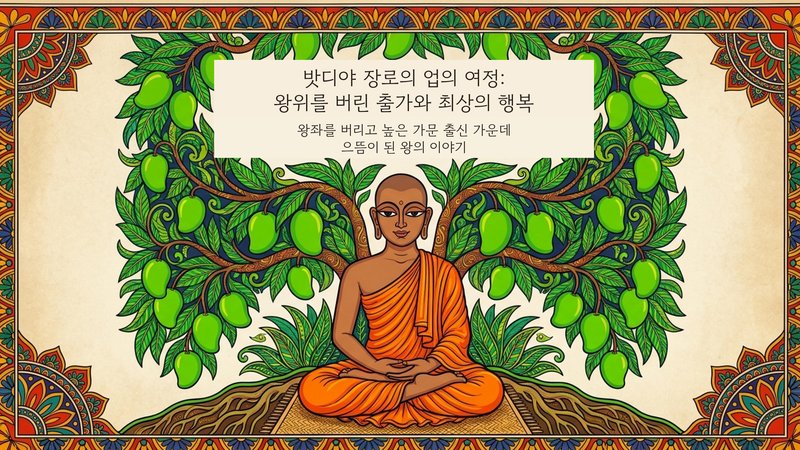 밧디야 장로의 업의 여정:
왕위를 버린 출가와 최상의 행복
왕좌를 버리고 높은 가문 출신 가운데
으뜸이 된 왕의 이야기